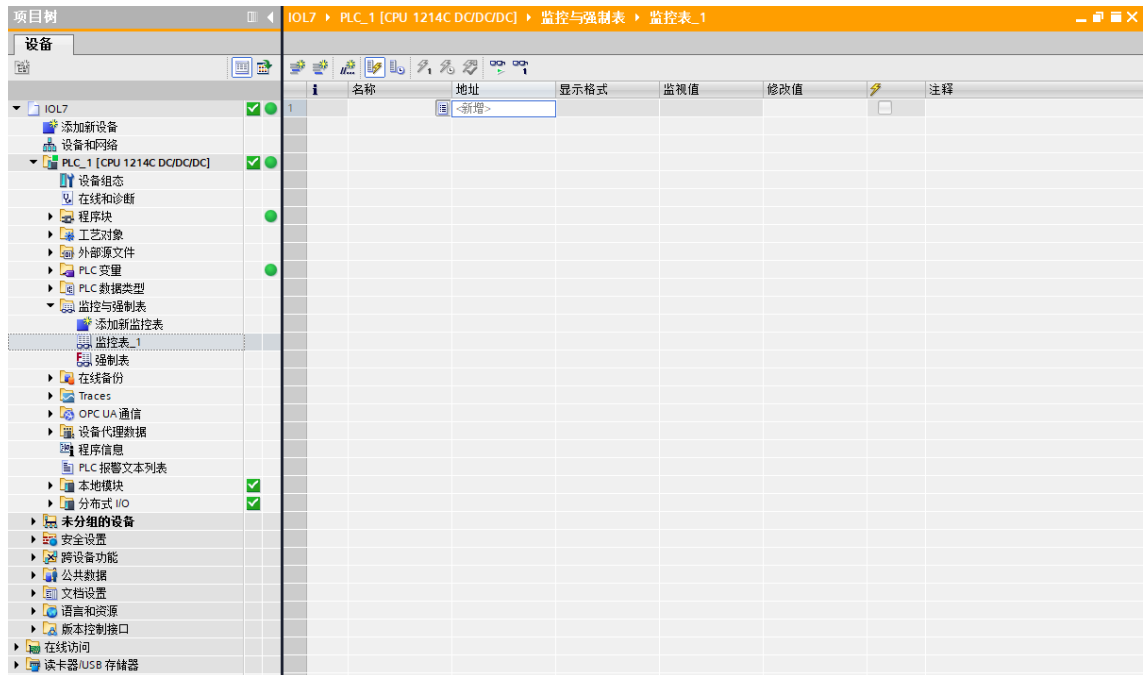 项目树
IOL7 ▸ PLC_1 [CPU 1214C DC/DC/DC] ▸ 监控与强制表 ▸ 监控表_1
设备
i 名称 地址 显示格式 监视值 修改值 注释
1 <新增>
IOL7
添加新设备
设备和网络
PLC_1 [CPU 1214C DC/DC/DC]
设备组态
在线和诊断
程序块
工艺对象
外部源文件
PLC 变量
PLC 数据类型
监控与强制表
添加新监控表
监控表_1
强制表
在线备份
Traces
OPC UA 通信
设备代理数据
程序信息
PLC 报警文本列表
本地模块
分布式 I/O
未分组的设备
安全设置
跨设备功能
公共数据
文档设置
语言和资源
版本控制接口
在线访问
读卡器/USB 存储器